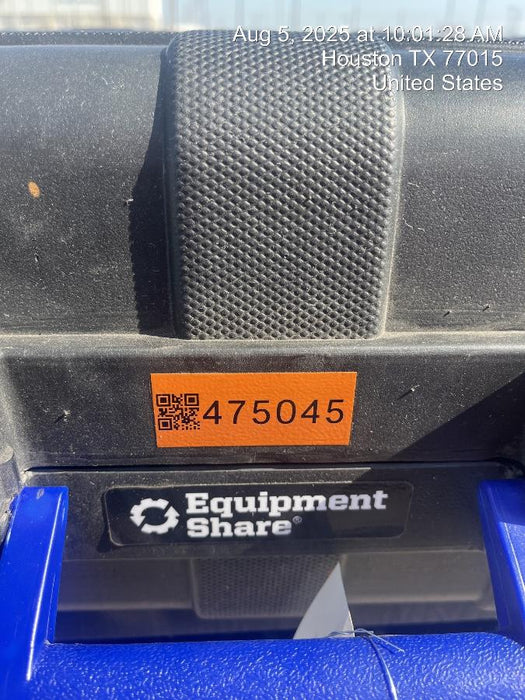 Aug 5, 2025 at 10:01:28 AM
Houston TX 77015
United States
475045
Equipment
Share®